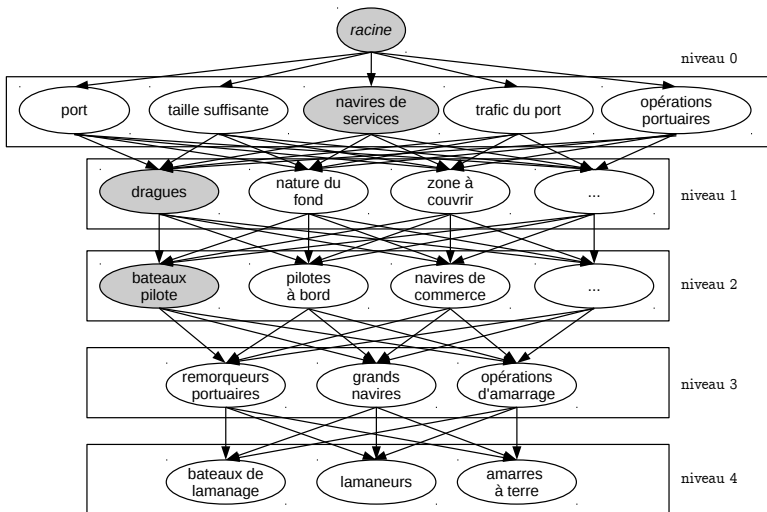 racine
niveau 0
port
taille suffisante
navires de
services
trafic du port
opérations
portuaires
dragues
nature du
fond
zone à
couvrir
...
niveau 1
bateaux
pilote
pilotes
à bord
navires de
commerce
...
niveau 2
remorqueurs
portuaires
grands
navires
opérations
d'amarrage
niveau 3
bateaux de
lamanage
lamaneurs
amarres
à terre
niveau 4